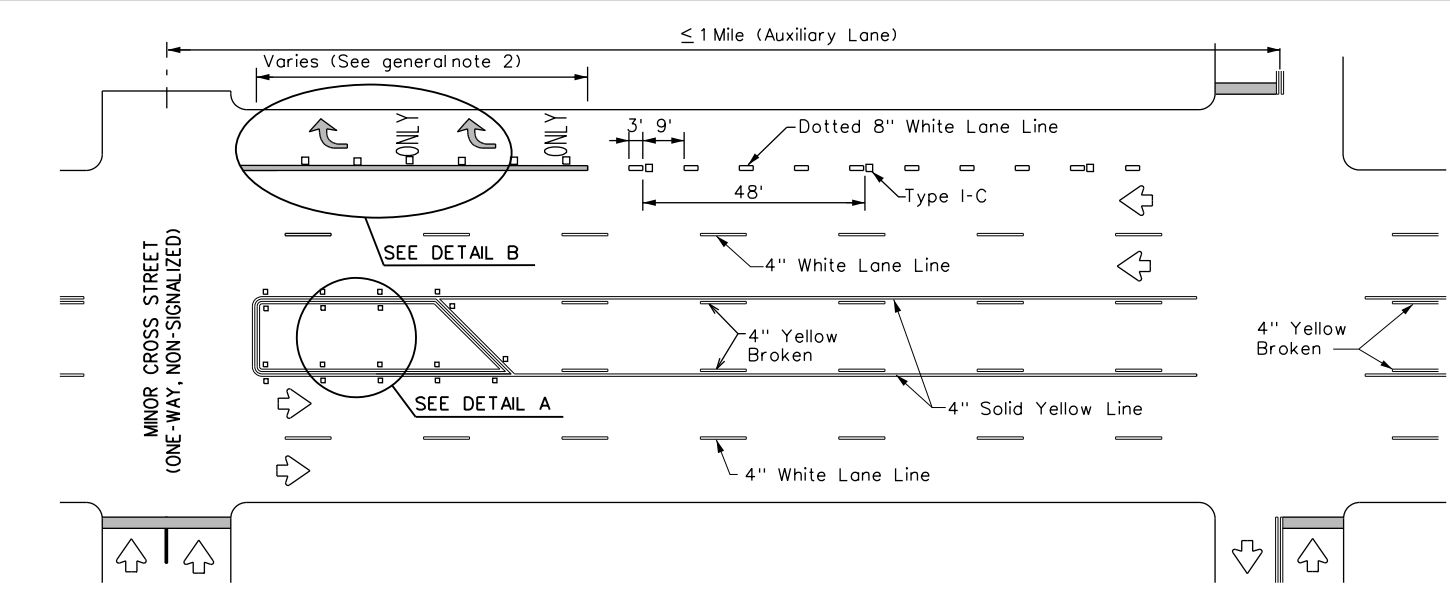 ≤ 1 Mile (Auxiliary Lane)
Varies (See general note 2)
ONLY
ONLY
3' 9'
Dotted 8" White Lane Line
48'
Type I-C
SEE DETAIL B
4" White Lane Line
MINOR CROSS STREET
(ONE-WAY, NON-SIGNALIZED)
4" Yellow
Broken
4" Yellow
Broken
SEE DETAIL A
4" Solid Yellow Line
4" White Lane Line